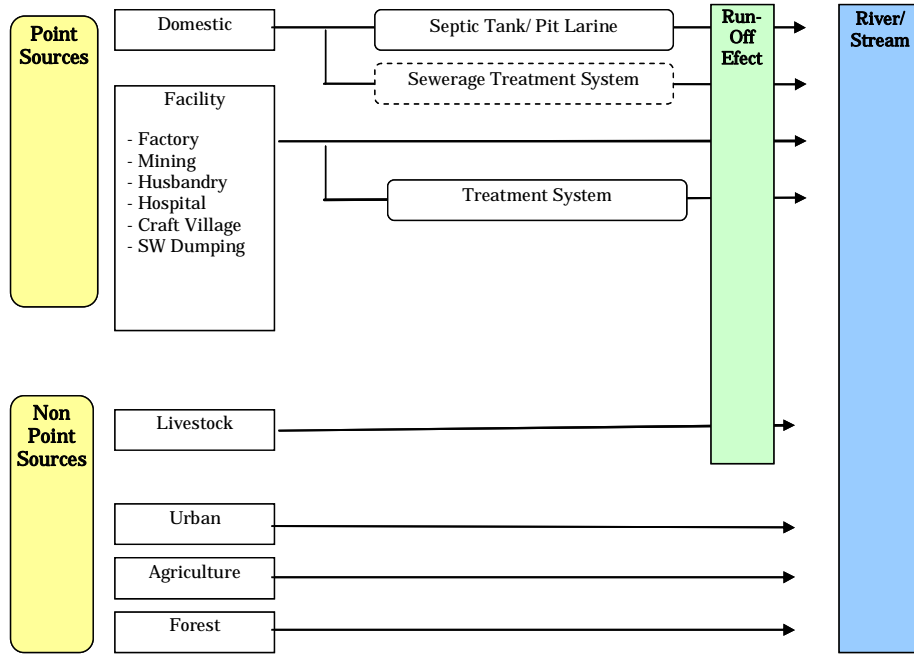 Point
Sources
Domestic
Septic Tank/ Pit Larine
Sewerage Treatment System
Facility
- Factory
- Mining
- Husbandry
- Hospital
- Craft Village
- SW Dumping
Treatment System
Run-
Off
Efect
River/
Stream
Non
Point
Sources
Livestock
Urban
Agriculture
Forest